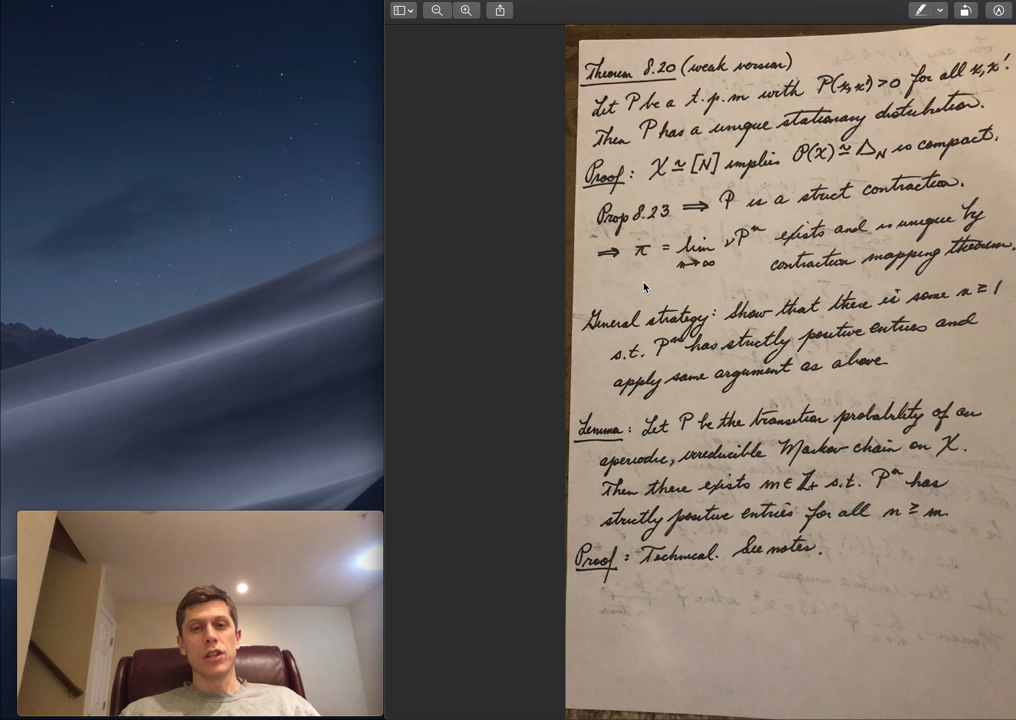 Theorem 8.20 (weak version)
Let P be a t.p.m with P(x,x')>0 for all x,x'.
Then P has a unique stationary distribution.
Proof: X ≃ [N] implies P(X) ≃ Δ_N is compact.
Prop 8.23 ⟹ P is a strict contraction.
⟹ π = lim_{n→∞} νP^n exists and is unique by
contraction mapping theorem.
General strategy: Show that there is some n ≥ 1
s.t. P^n has strictly positive entries and
apply same argument as above
Lemma: Let P be the transition probability of an
aperiodic, irreducible Markov chain on X.
Then there exists m ∈ ℤ_+ s.t. P^n has
strictly positive entries for all n ≥ m.
Proof: Technical. See notes.